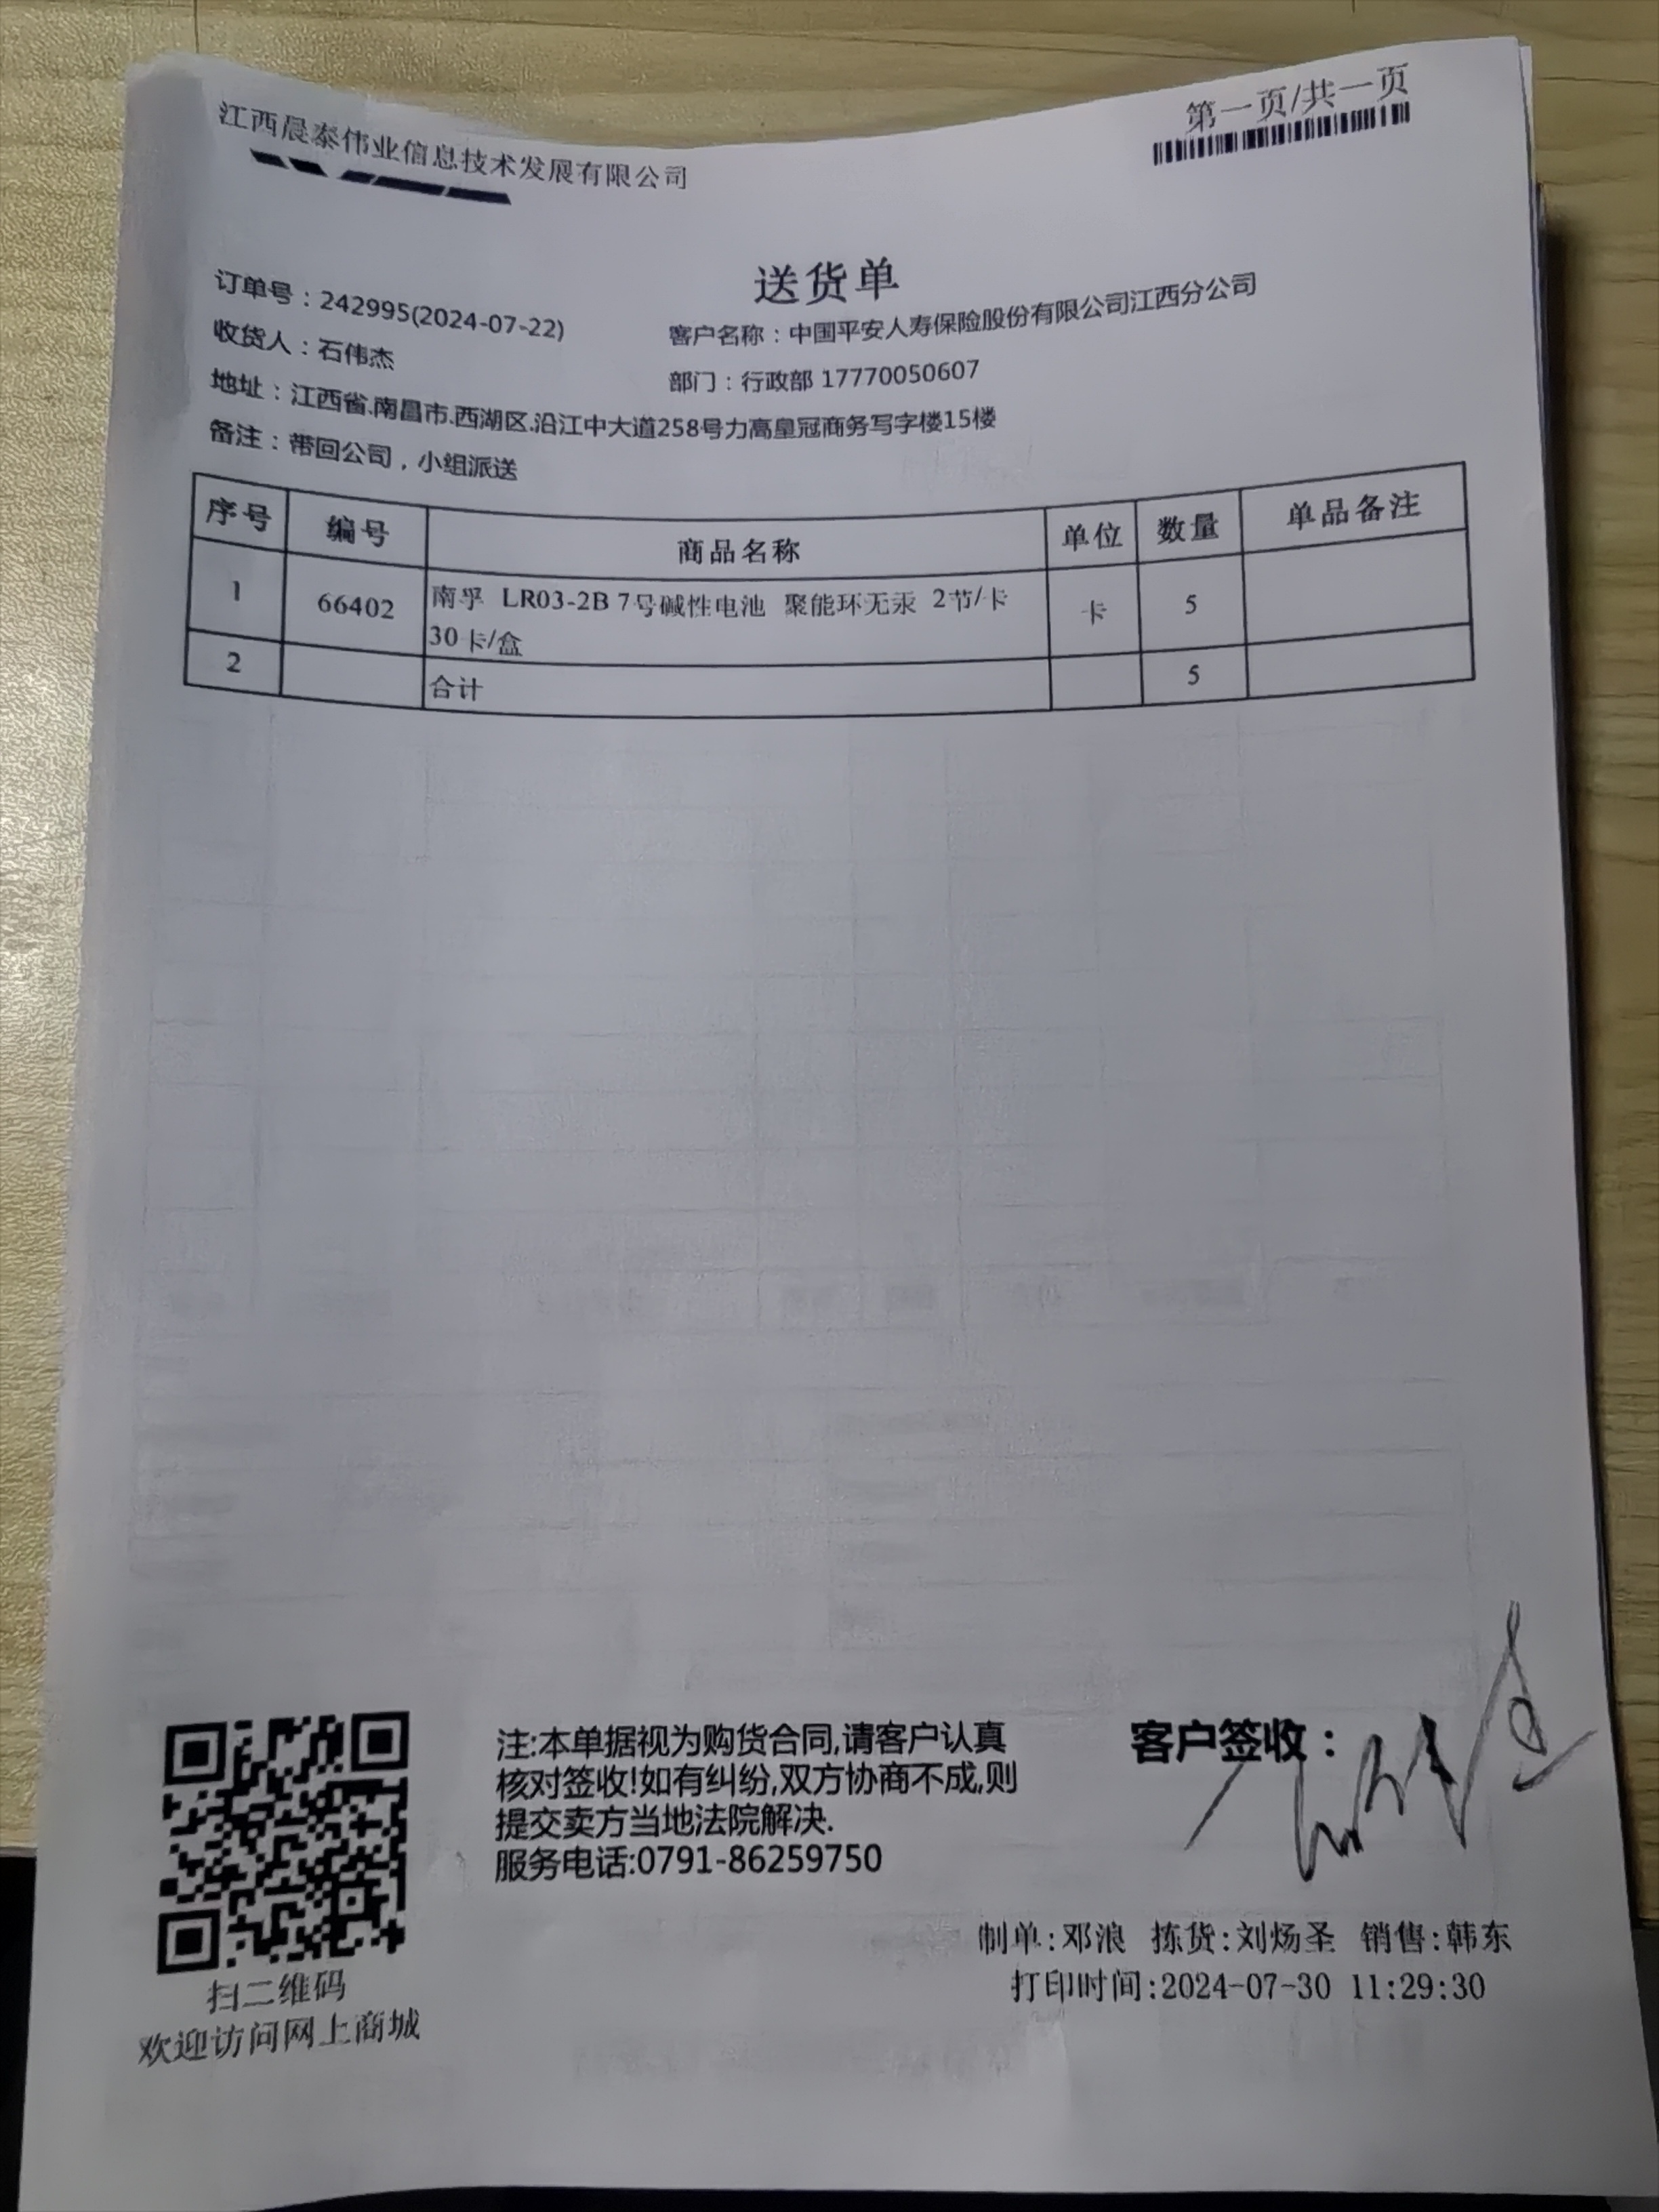 江西晨泰伟业信息技术发展有限公司
第一页/共一页
送货单
订单号：242995(2024-07-22)
客户名称：中国平安人寿保险股份有限公司江西分公司
收货人：石伟杰
部门：行政部 17770050607
地址：江西省.南昌市.西湖区.沿江中大道258号力高皇冠商务写字楼15楼
备注：带回公司，小组派送
序号 编号 商品名称 单位 数量 单品备注
1 66402 南孚 LR03-2B 7号碱性电池 聚能环无汞 2节/卡 卡 5
30卡/盒
2 合计 5
注:本单据视为购货合同,请客户认真
核对签收!如有纠纷,双方协商不成,则
提交卖方当地法院解决.
服务电话:0791-86259750
客户签收：
制单:邓浪 拣货:刘炀圣 销售:韩东
打印时间:2024-07-30 11:29:30
扫二维码
欢迎访问网上商城